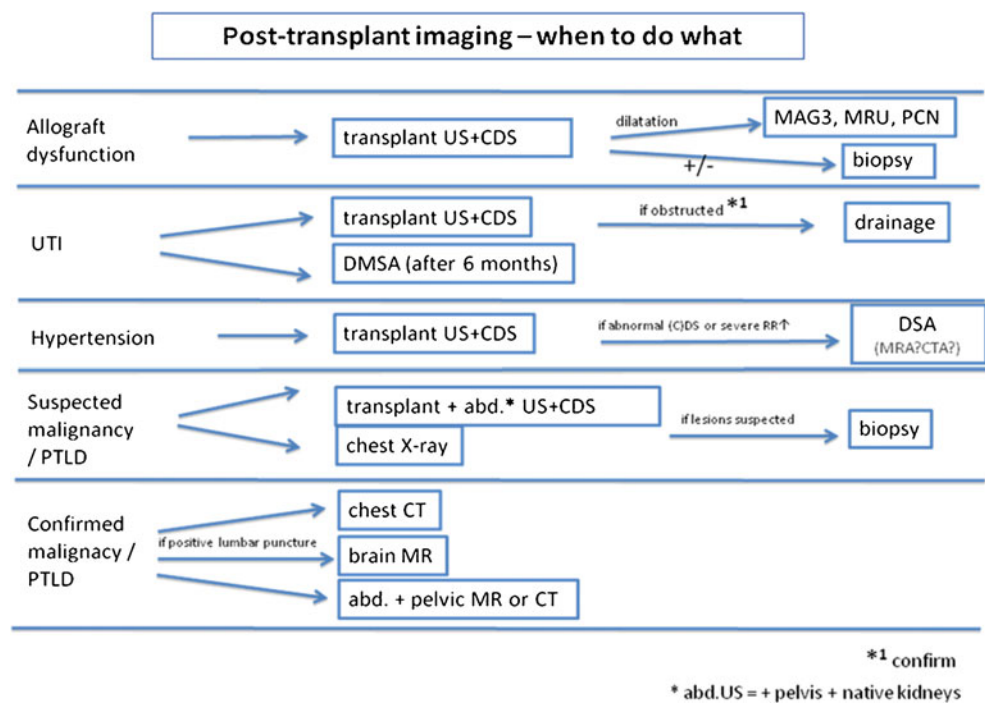 Post-transplant imaging – when to do what
Allograft
dysfunction
transplant US+CDS
dilatation
MAG3, MRU, PCN
+/-
biopsy
UTI
transplant US+CDS
if obstructed *1
drainage
DMSA (after 6 months)
Hypertension
transplant US+CDS
if abnormal (C)DS or severe RR↑
DSA
(MRA?CTA?)
Suspected
malignancy
/ PTLD
transplant + abd.* US+CDS
chest X-ray
if lesions suspected
biopsy
Confirmed
malignacy /
PTLD
chest CT
if positive lumbar puncture
brain MR
abd. + pelvic MR or CT
*1 confirm
* abd.US = + pelvis + native kidneys